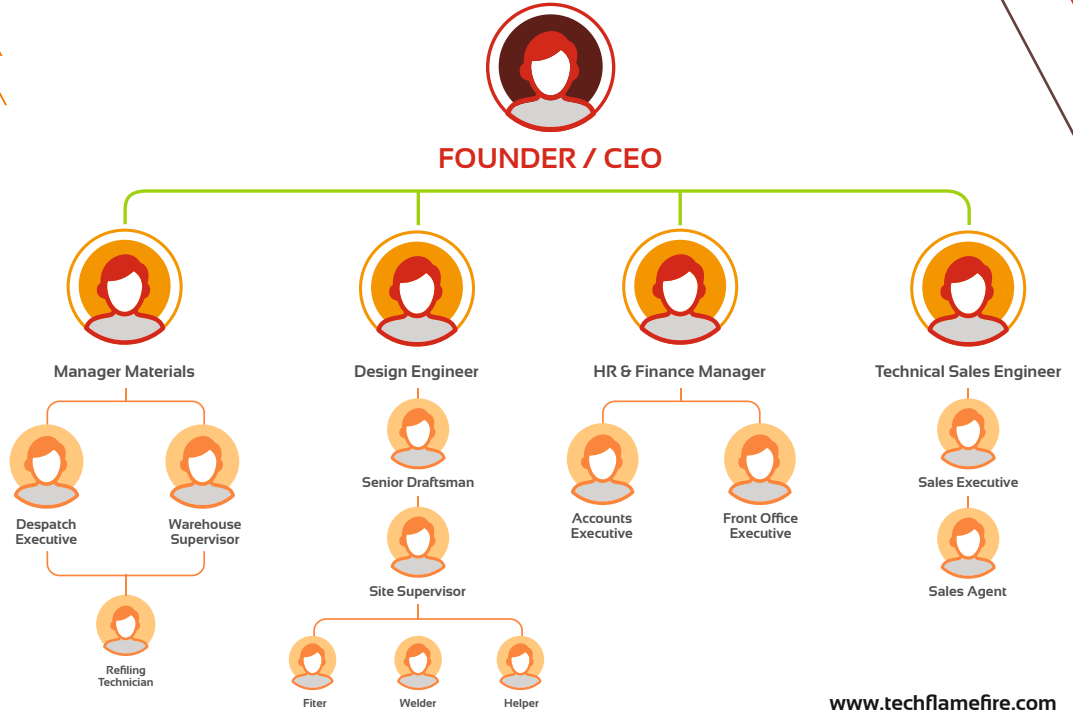 FOUNDER / CEO
Manager Materials
Design Engineer
HR & Finance Manager
Technical Sales Engineer
Senior Draftsman
Sales Executive
Despatch
Executive
Warehouse
Supervisor
Accounts
Executive
Front Office
Executive
Site Supervisor
Sales Agent
Refiling
Technician
Fiter
Welder
Helper
www.techflamefire.com